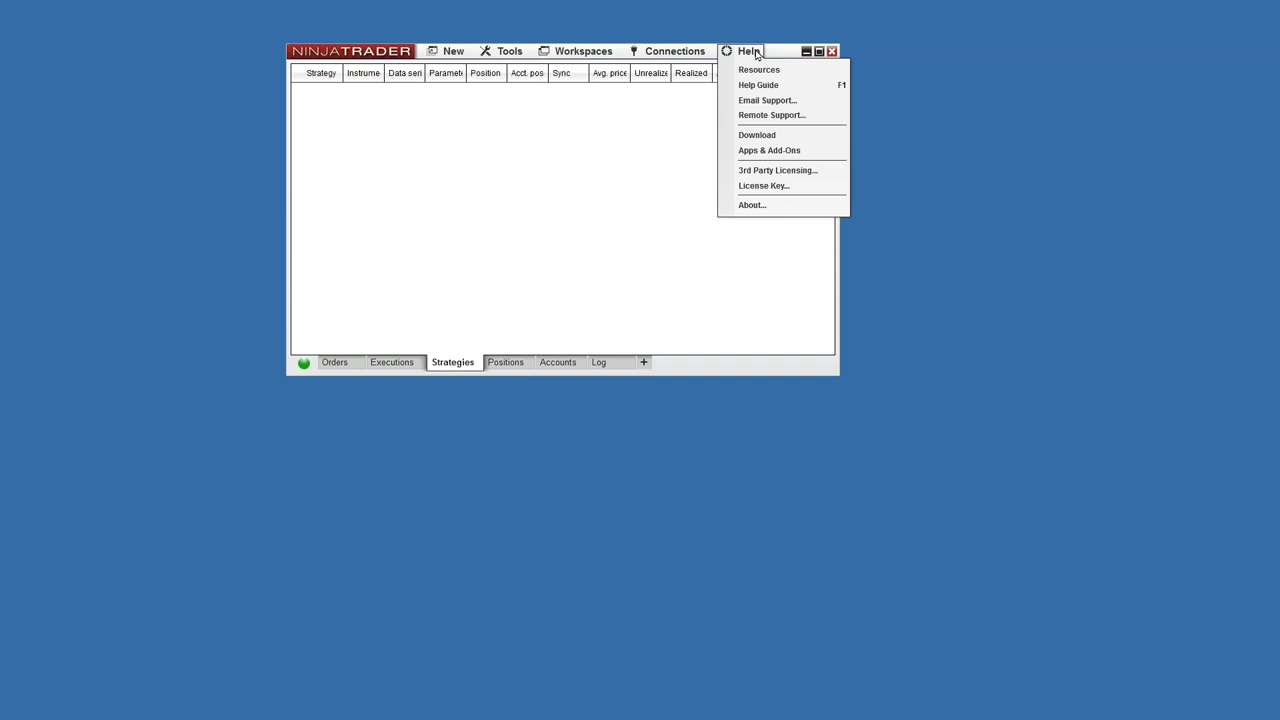 NINJATRADER New Tools Workspaces Connections Help
Strategy Instrume Data seri Paramete Position Acct. pos Sync Avg. price Unrealize Realized
Resources
Help Guide F1
Email Support...
Remote Support...
Download
Apps & Add-Ons
3rd Party Licensing...
License Key...
About...
Orders Executions Strategies Positions Accounts Log +